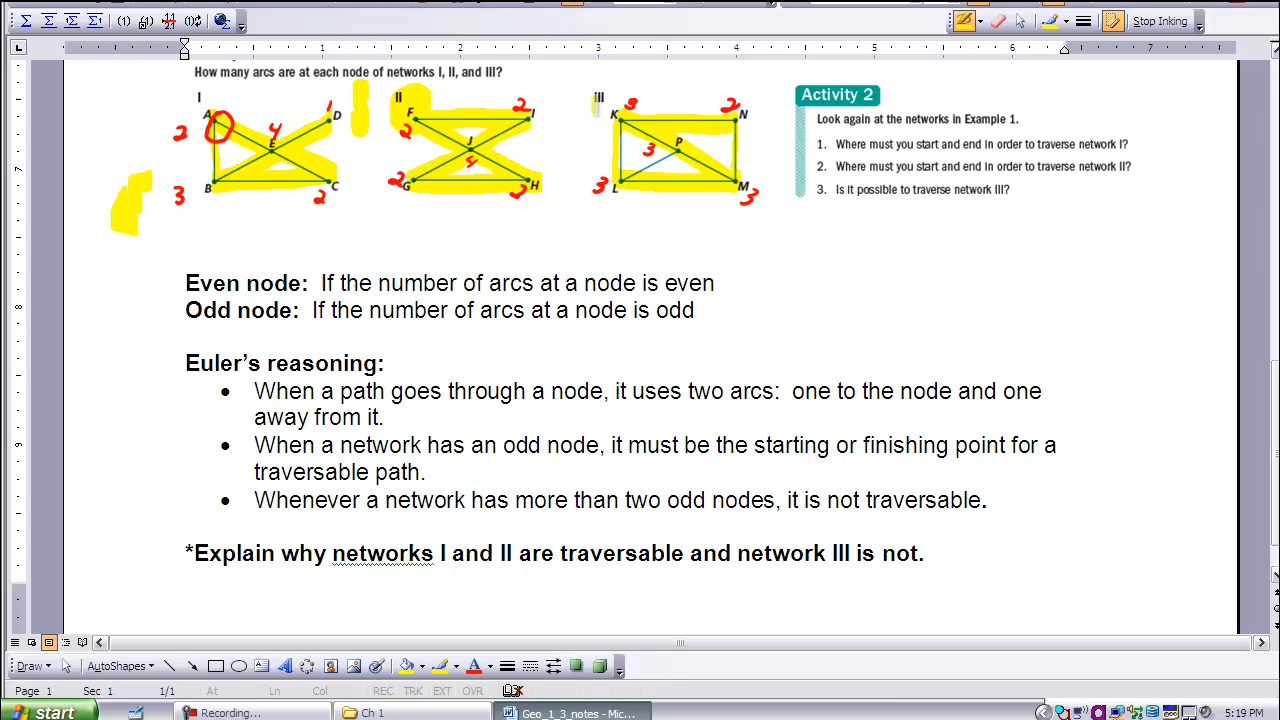 Stop Inking
1 2 3 4 5 6 7
How many arcs are at each node of networks I, II, and III?
I II III
Activity 2
A D F I K N
2 4 1 2 2 3 2
E J P
4 3
B C G H L M
3 2 2 2 3 3
Look again at the networks in Example 1.
1. Where must you start and end in order to traverse network I?
2. Where must you start and end in order to traverse network II?
3. Is it possible to traverse network III?
Even node: If the number of arcs at a node is even
Odd node: If the number of arcs at a node is odd
Euler's reasoning:
• When a path goes through a node, it uses two arcs: one to the node and one
away from it.
• When a network has an odd node, it must be the starting or finishing point for a
traversable path.
• Whenever a network has more than two odd nodes, it is not traversable.
*Explain why networks I and II are traversable and network III is not.
Draw AutoShapes
Page 1 Sec 1 1/1 At Ln Col REC TRK EXT OVR
start Recording... Ch 1 Geo_1_3_notes - Mic... 5:19 PM